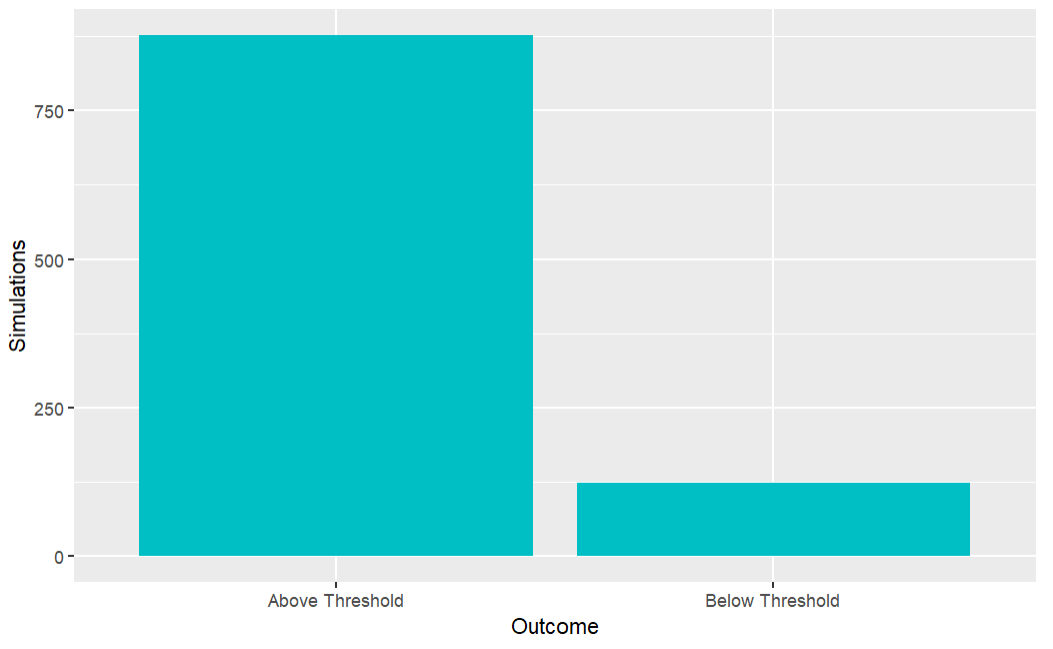 Simulations
750
500
250
0
Above Threshold
Below Threshold
Outcome